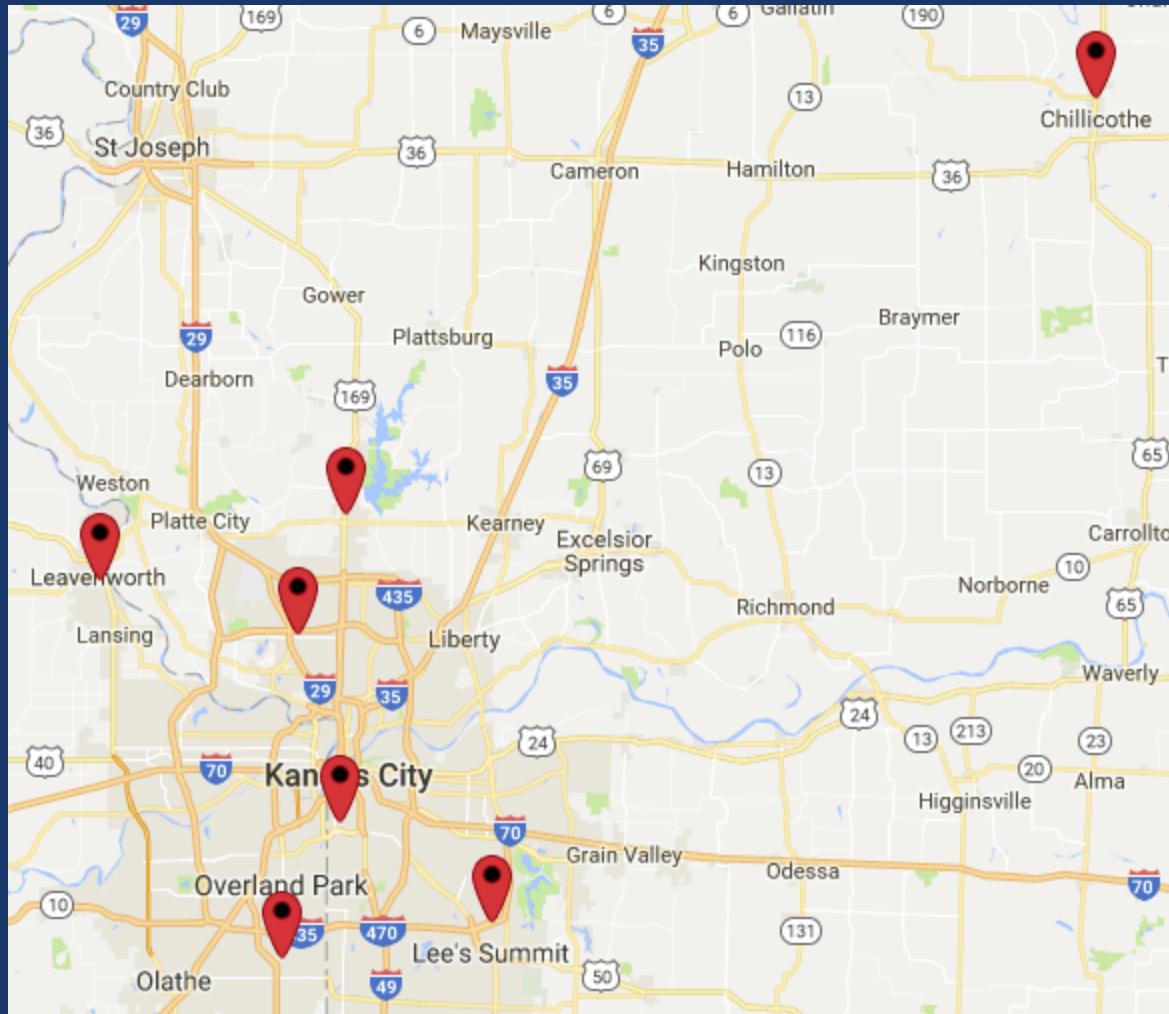 29
169
6
Maysville
6
6
Gallatin
190
35
Country Club
13
Chillicothe
36
St Joseph
36
Cameron
Hamilton
36
Kingston
Gower
29
Plattsburg
Braymer
116
Polo
Dearborn
35
T
169
65
69
13
Weston
Platte City
Kearney
Excelsior
Springs
Carrollto
Leavenworth
435
10
Norborne
Richmond
65
Lansing
Liberty
Waverly
29
35
24
24
13
213
23
40
70
Kansas City
20
Alma
Higginsville
70
Grain Valley
Odessa
Overland Park
70
10
35
470
131
Lee's Summit
Olathe
49
50